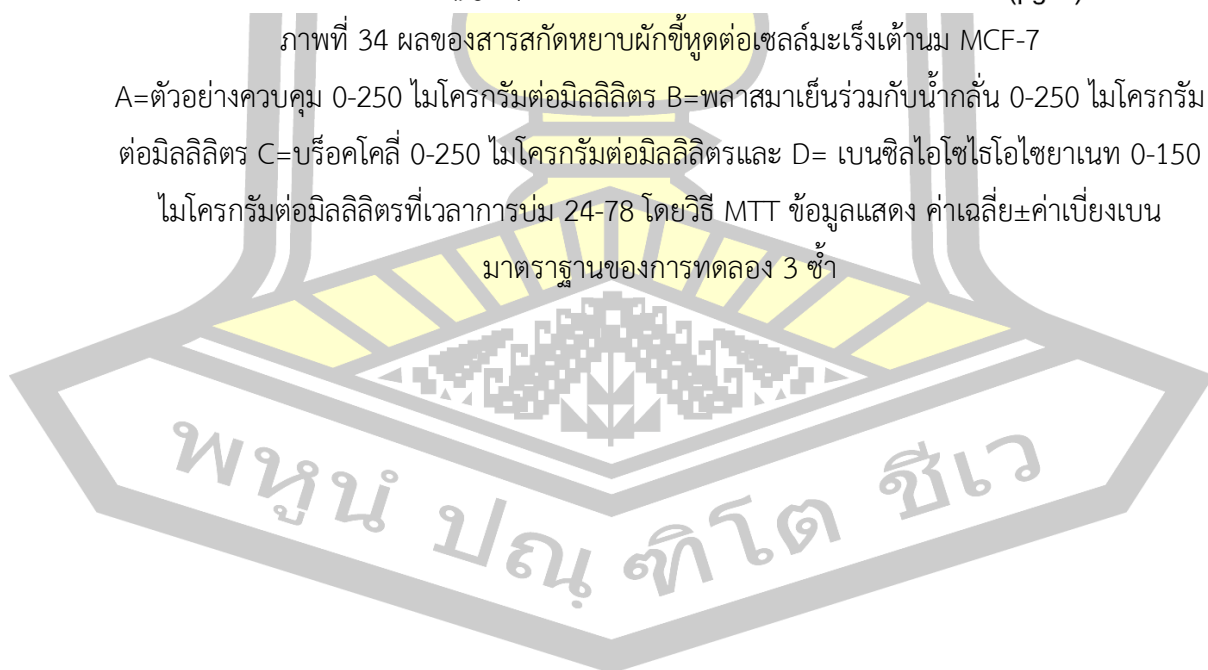 ภาพที่ 34 ผลของสารสกัดหยาบผักขี้หูดต่อเซลล์มะเร็งเต้านม MCF-7
A=ตัวอย่างควบคุม 0-250 ไมโครกรัมต่อมิลลิลิตร B=พลาสมาเย็นร่วมกับน้ำกลั่น 0-250 ไมโครกรัม
ต่อมิลลิลิตร C=บร็อคโคลี่ 0-250 ไมโครกรัมต่อมิลลิลิตรและ D= เบนซิลไอโซไธโอไซยาเนท 0-150
ไมโครกรัมต่อมิลลิลิตรที่เวลาการบ่ม 24-78 โดยวิธี MTT ข้อมูลแสดง ค่าเฉลี่ย±ค่าเบี่ยงเบน
มาตราฐานของการทดลอง 3 ซ้ำ
พหูนํ ปณฺฑิโต ชีเว